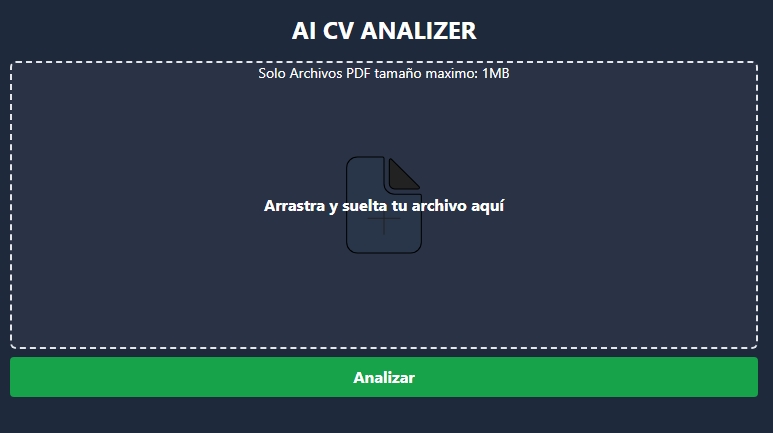 AI CV ANALIZER
Solo Archivos PDF tamaño maximo: 1MB
Arrastra y suelta tu archivo aquí
Analizar